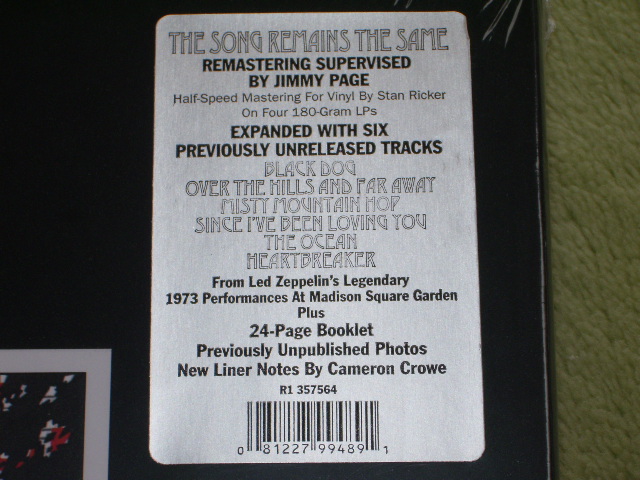 THE SONG REMAINS THE SAME
REMASTERING SUPERVISED
BY JIMMY PAGE
Half-Speed Mastering For Vinyl By Stan Ricker
On Four 180-Gram LPs
EXPANDED WITH SIX
PREVIOUSLY UNRELEASED TRACKS
BLACK DOG
OVER THE HILLS AND FAR AWAY
MISTY MOUNTAIN HOP
SINCE I'VE BEEN LOVING YOU
THE OCEAN
HEARTBREAKER
From Led Zeppelin's Legendary
1973 Performances At Madison Square Garden
Plus
24-Page Booklet
Previously Unpublished Photos
New Liner Notes By Cameron Crowe
R1 357564
0 81227 99489 1